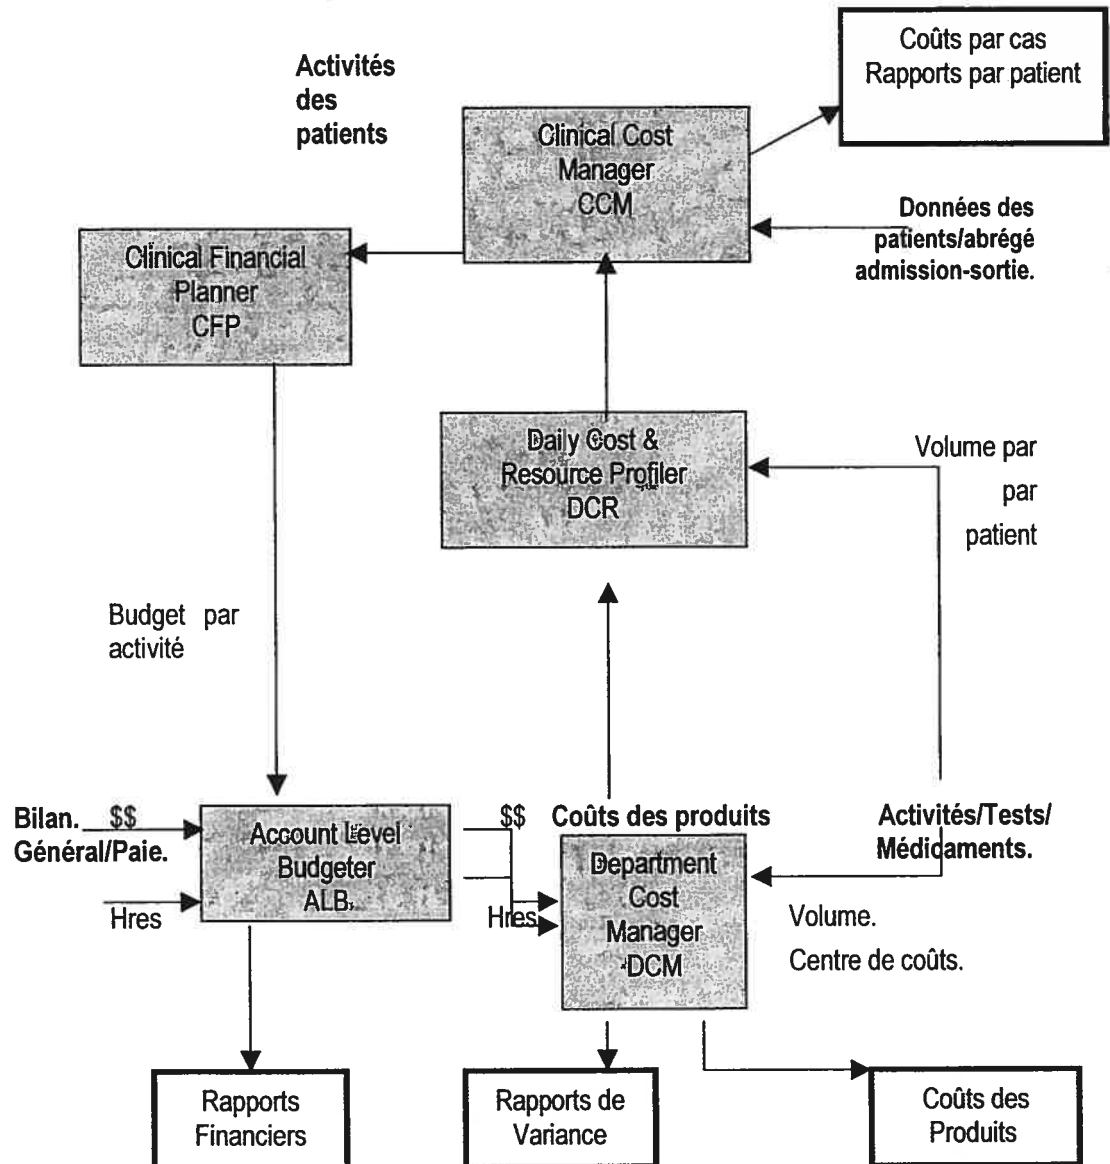 Coûts par cas
Rapports par patient
Activités
des
patients
Clinical Cost
Manager
CCM
Données des
patients/abrégé
admission-sortie.
Clinical Financial
Planner
CFP
Daily Cost &
Resource Profiler
DCR
Volume par
par
patient
Budget par
activité
Bilan. $$
Général/Paie.
Hres
Account Level
Budgeter
ALB
$$
Hres
Coûts des produits
Department
Cost
Manager
DCM
Activités/Tests/
Médicaments.
Volume.
Centre de coûts.
Rapports
Financiers
Rapports de
Variance
Coûts des
Produits